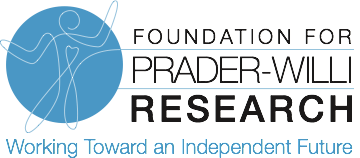 FOUNDATION FOR
PRADER-WILLI
RESEARCH
Working Toward an Independent Future